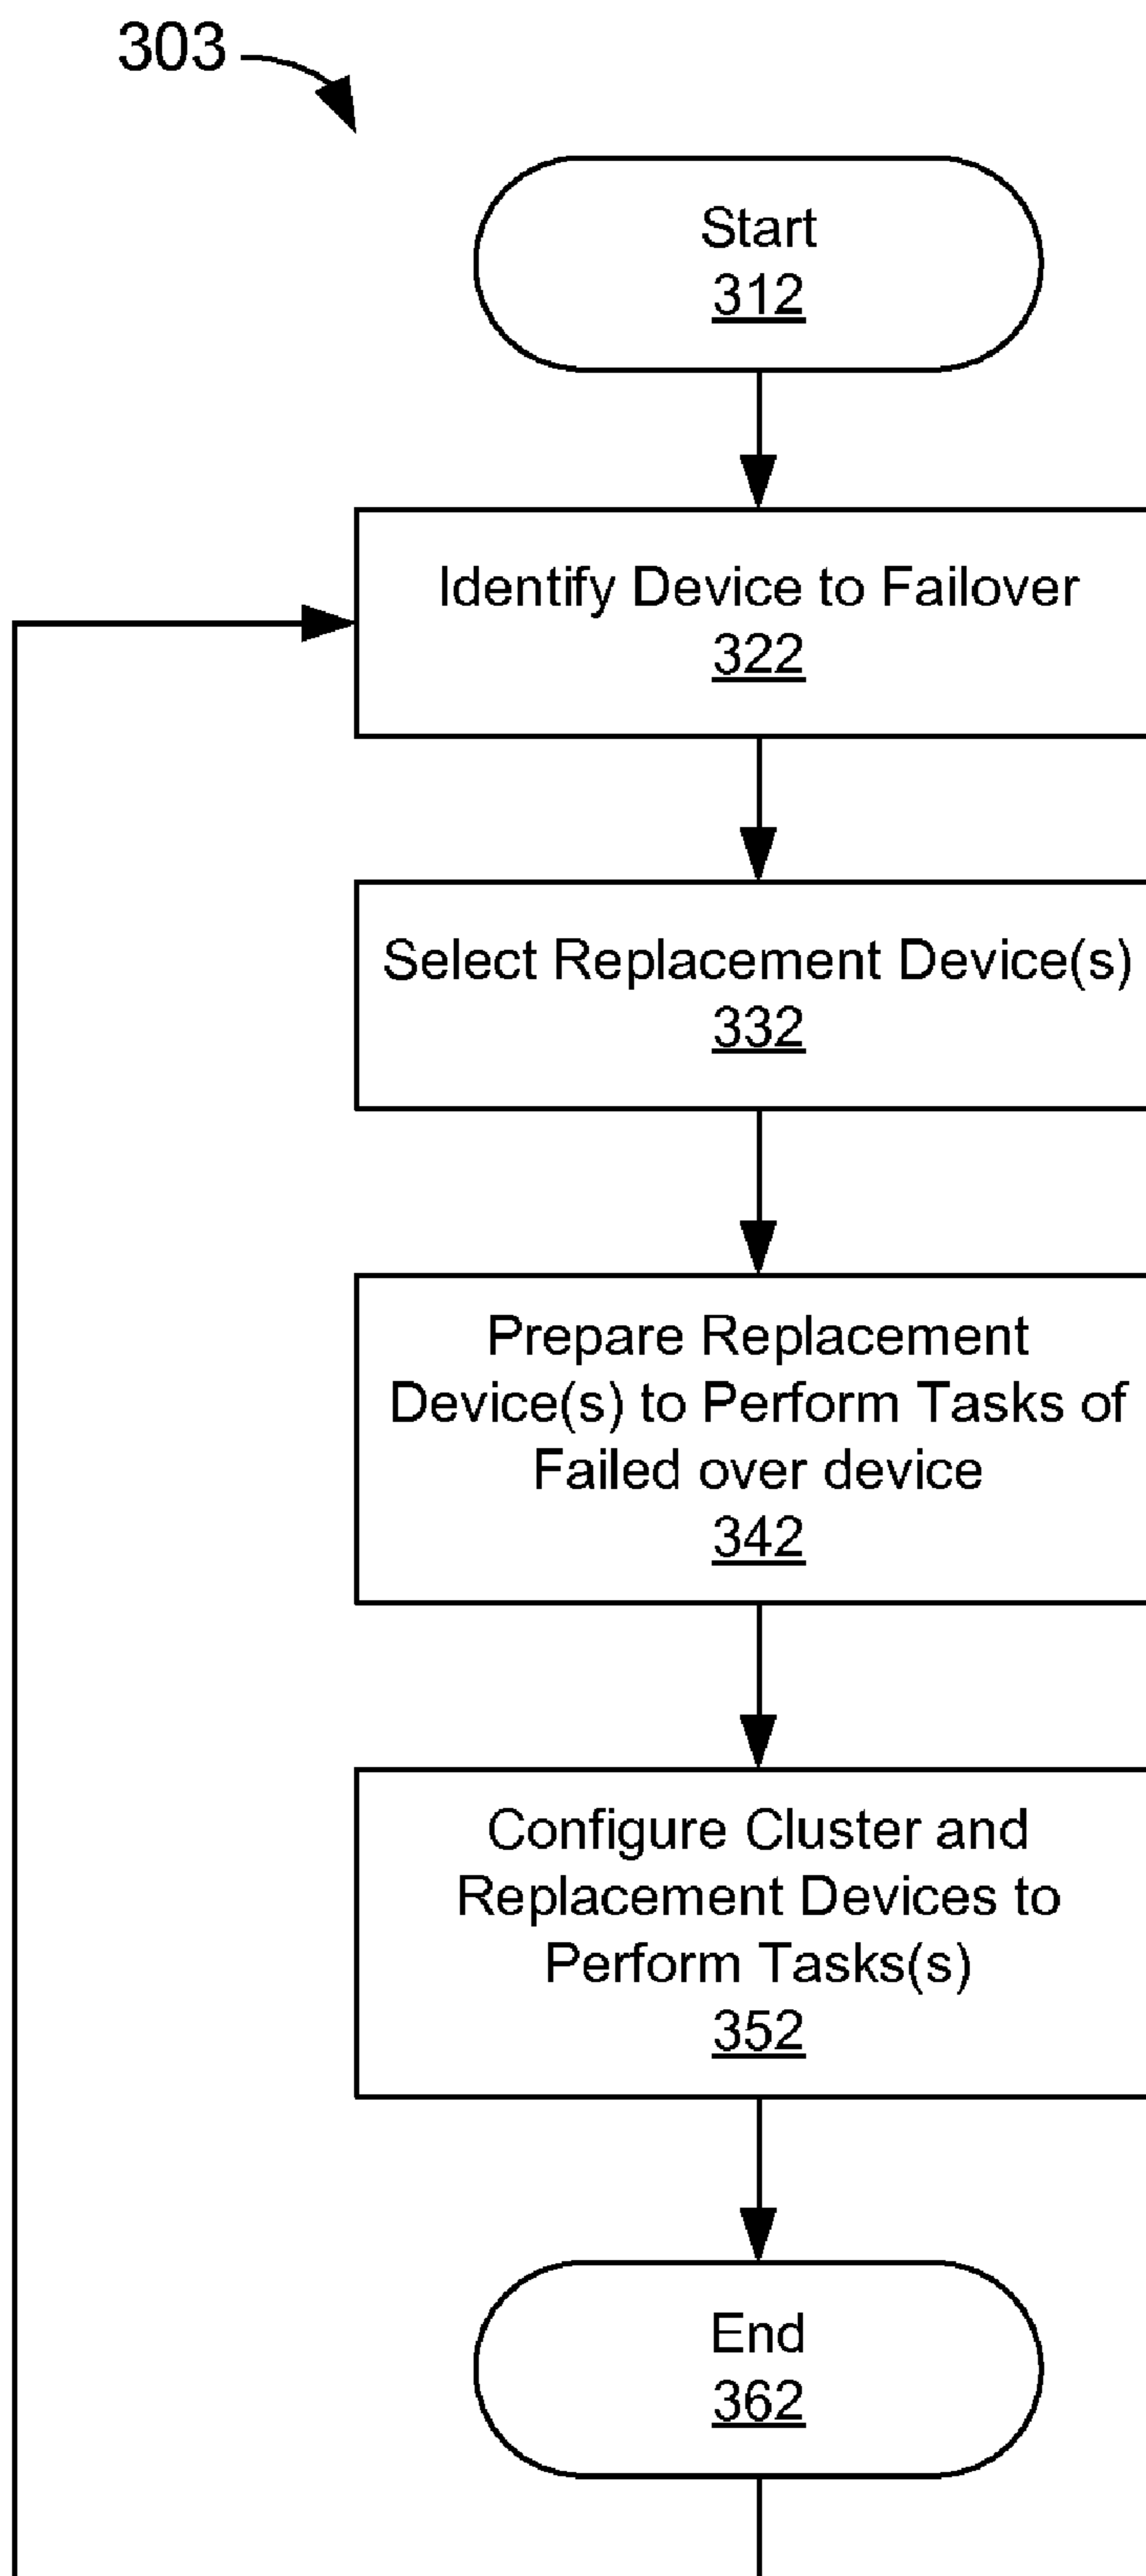 303
Start
312
Identify Device to Failover
322
Select Replacement Device(s)
332
Prepare Replacement
Device(s) to Perform Tasks of
Failed over device
342
Configure Cluster and
Replacement Devices to
Perform Tasks(s)
352
End
362